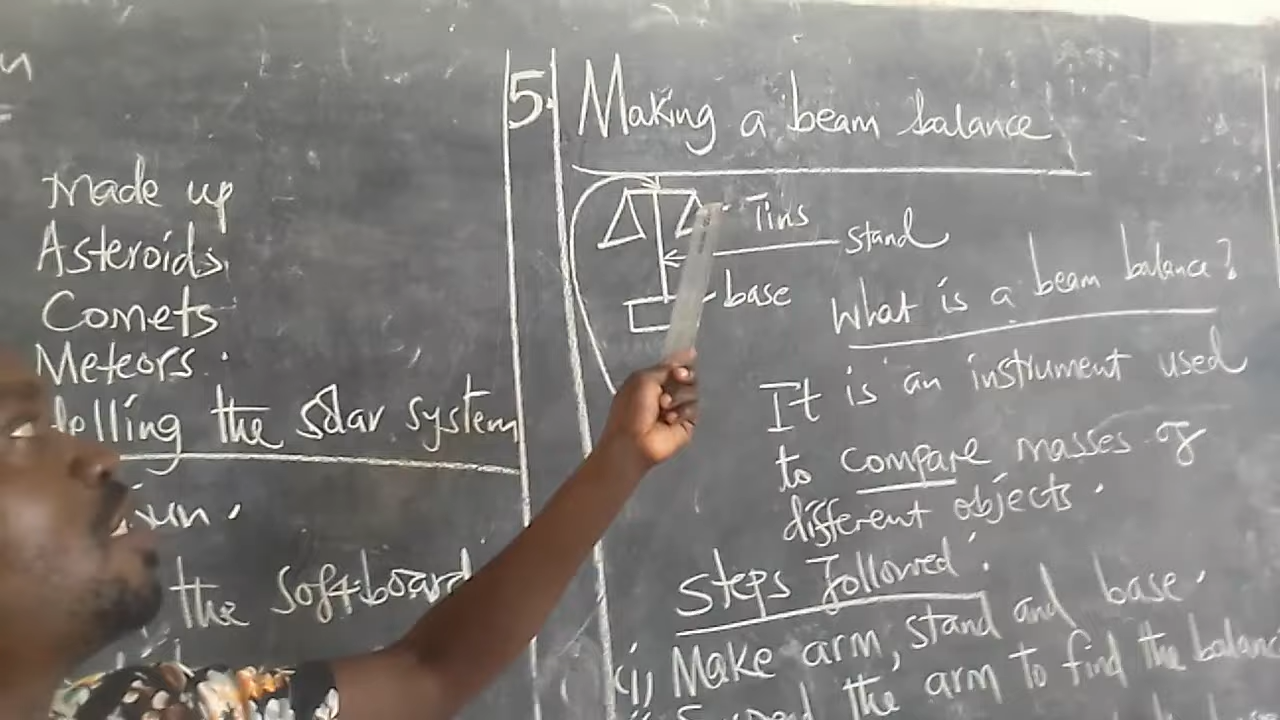 Made up
Asteroids
Comets
Meteors.
the Solar system
the Softboard
5.
Making a beam balance
Tins
stand
base
What is a beam balance?
It is an instrument used
to compare masses of
different objects.
Steps followed.
i) Make arm, stand and base.
the arm to find the balanc